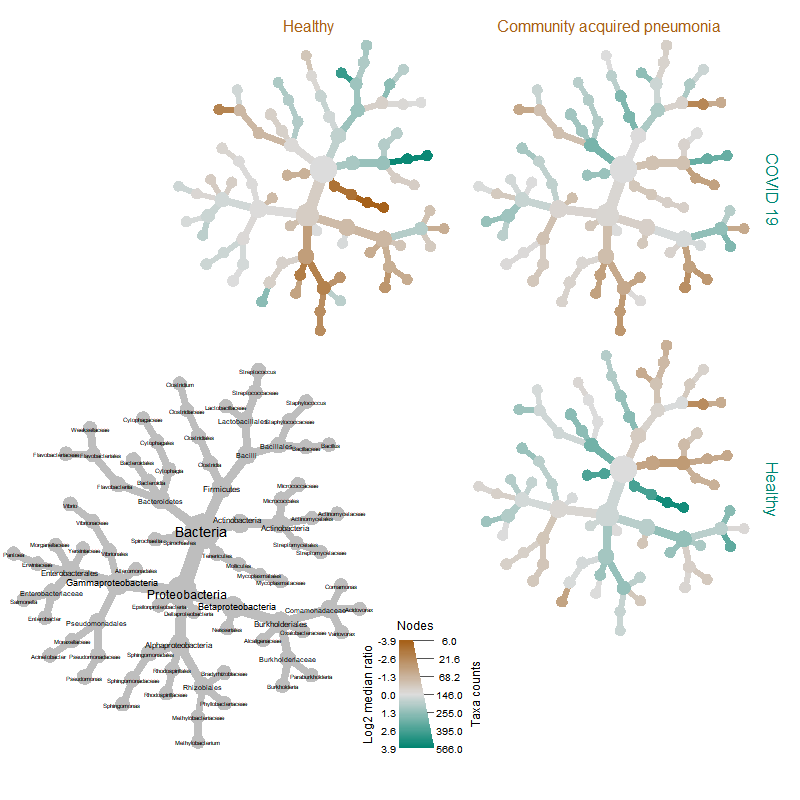 Healthy
Community acquired pneumonia
COVID 19
Healthy
Streptococcus
Clostridium
Streptococcaceae
Staphylococcus
Clostridiaceae
Lactobacillaceae
Cytophagaceae
Lactobacillales
Staphylococcaceae
Weeksellaceae
Clostridiales
Cytophagales
Bacillales
Bacillaceae
Bacillus
Flavobacteriaceae
Flavobacteriales
Bacilli
Bacteroidales
Clostridia
Cytophagia
Bacteroidia
Flavobacteria
Firmicutes
Micrococcaceae
Bacteroidetes
Micrococcales
Vibrio
Actinomycetaceae
Actinobacteria
Actinomycetales
Vibrionaceae
Actinobacteria
Bacteria
Spirochaetia
Spirochaetes
Streptomycetales
Morganellaceae
Yersiniaceae
Vibrionales
Tenericutes
Streptomycetaceae
Pantoea
Erwiniaceae
Mollicutes
Enterobacterales
Alteromonadales
Mycoplasmatales
Gammaproteobacteria
Mycoplasmataceae
Comamonas
Enterobacteriaceae
Proteobacteria
Salmonella
Epsilonproteobacteria
Betaproteobacteria
Comamonadaceae
Acidovorax
Deltaproteobacteria
Enterobacter
Pseudomonadales
Burkholderiales
Neisseriales
Oxalobacteraceae
Variovorax
Moraxellaceae
Alphaproteobacteria
Alcaligenaceae
Acinetobacter
Pseudomonadaceae
Sphingomonadales
Burkholderiaceae
Rhodospirillales
Bradyrhizobiaceae
Pseudomonas
Sphingomonadaceae
Paraburkholderia
Rhodospirillaceae
Rhizobiales
Burkholderia
Sphingomonas
Phyllobacteriaceae
Methylobacteriaceae
Methylobacterium
Nodes
-3.9 6.0
-2.6 21.6
-1.3 68.2
0.0 146.0
1.3 255.0
2.6 395.0
3.9 566.0
Log2 median ratio
Taxa counts